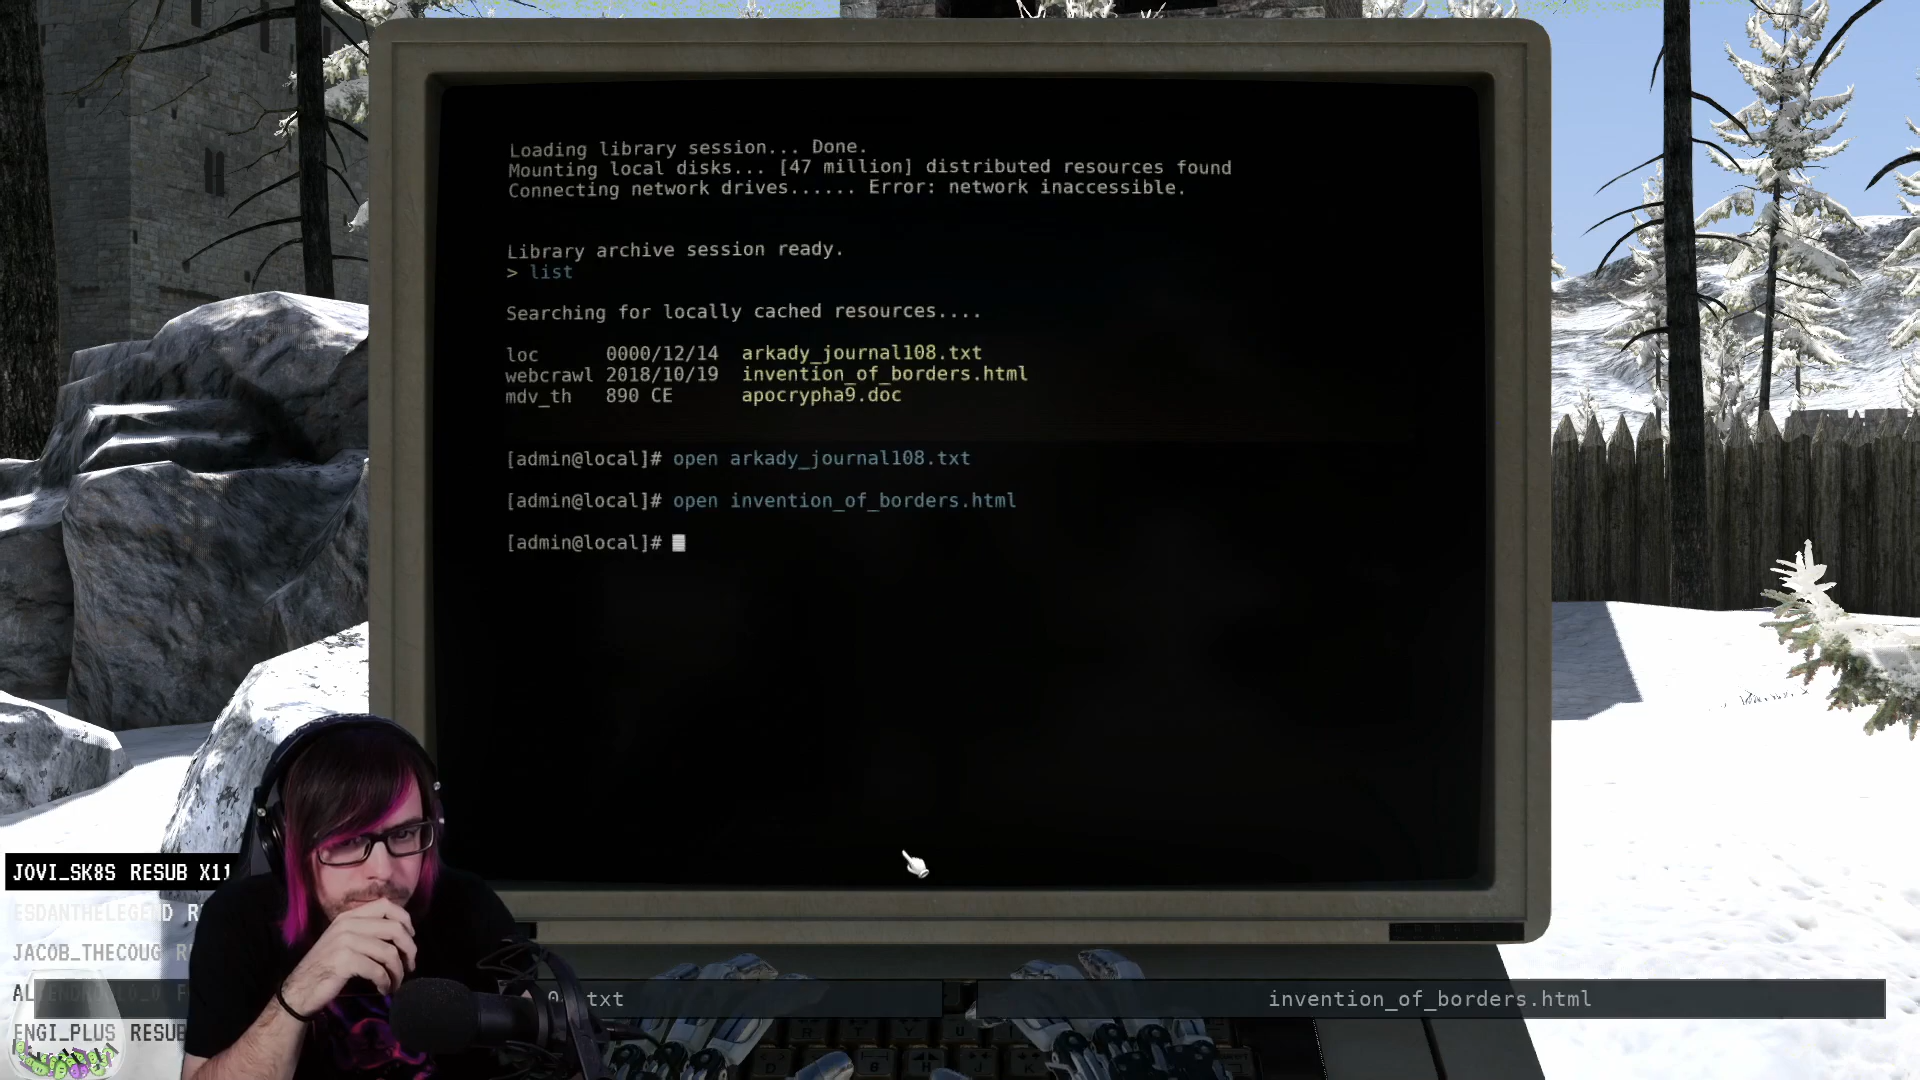 Loading library session... Done.
Mounting local disks... [47 million] distributed resources found
Connecting network drives...... Error: network inaccessible.
Library archive session ready.
> list
Searching for locally cached resources....
loc 0000/12/14 arkady_journal108.txt
webcrawl 2018/10/19 invention_of_borders.html
mdv_th 890 CE apocrypha9.doc
[admin@local]# open arkady_journal108.txt
[admin@local]# open invention_of_borders.html
[admin@local]#
JOVI_SK8S RESUB X11
ESDANTHELEGEND R
JACOB_THECOUG R
txt
invention_of_borders.html
ENGI_PLUS RESUB